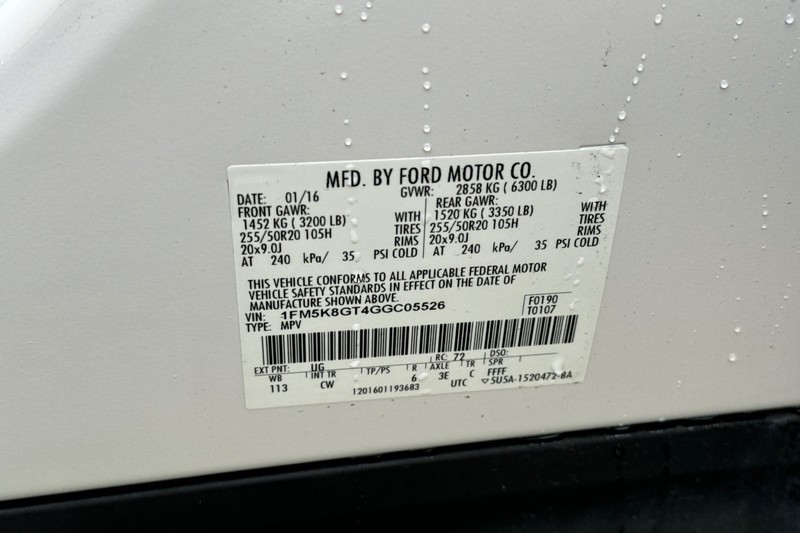 MFD. BY FORD MOTOR CO.
DATE: 01/16 GVWR: 2858 KG ( 6300 LB)
FRONT GAWR: REAR GAWR:
1452 KG ( 3200 LB) WITH 1520 KG ( 3350 LB) WITH
255/50R20 105H TIRES 255/50R20 105H TIRES
20x9.0J RIMS 20x9.0J RIMS
AT 240 kPa/ 35 PSI COLD AT 240 kPa/ 35 PSI COLD
THIS VEHICLE CONFORMS TO ALL APPLICABLE FEDERAL MOTOR
VEHICLE SAFETY STANDARDS IN EFFECT ON THE DATE OF
MANUFACTURE SHOWN ABOVE.
VIN: 1FM5K8GT4GGC05526 F0190
TYPE: MPV T0107
EXT PNT: UG RC: 72 DSO:
WB INT TR TP/PS R AXLE TR SPR
113 CW 6 3E C FFFF
1201601193683 UTC ▽5U5A-1520472-8A